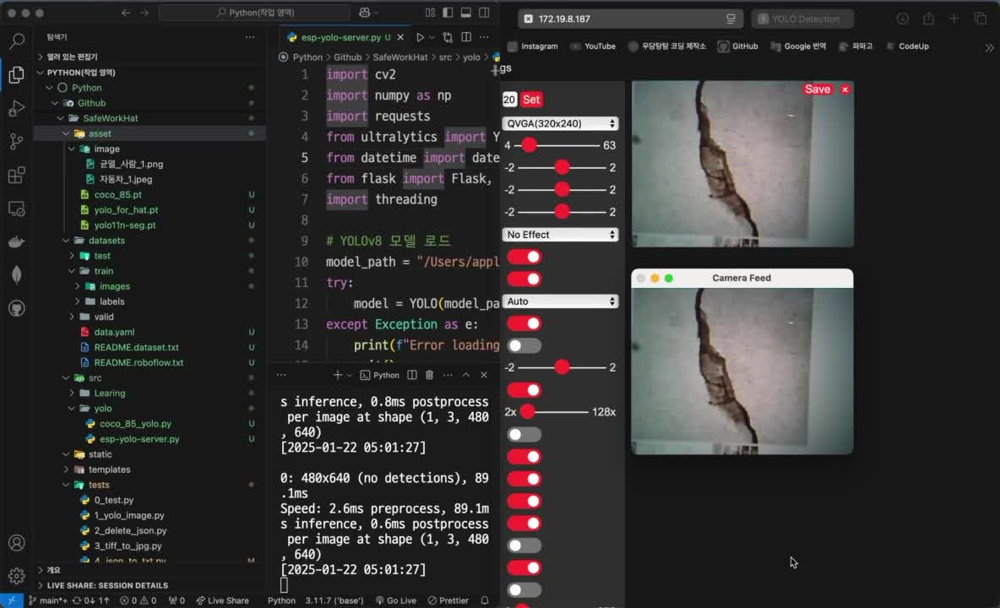 Python(작업 영역)
172.19.8.187
YOLO Detection
탐색기
열려 있는 편집기
PYTHON(작업 영역)
Python
Github
SafeWorkHat
asset
image
균열_사람_1.png
자동차_1.jpeg
coco_85.pt U
yolo_for_hat.pt U
yolo11n-seg.pt U
datasets
test
train
images
labels
valid
data.yaml U
README.dataset.txt U
README.roboflow.txt U
src
Learing
yolo
coco_85_yolo.py U
esp-yolo-server.py U
static
templates
tests
0_test.py
1_yolo_image.py
2_delete_json.py
3_tiff_to_jpg.py
4_json_to_txt.py M
개요
LIVE SHARE: SESSION DETAILS
esp-yolo-server.py U
Python > Github > SafeWorkHat > src > yolo >
1 import cv2
2 import numpy as np
3 import requests
4 from ultralytics import Y
5 from datetime import date
6 from flask import Flask,
7 import threading
8
9 # YOLOv8 모델 로드
10 model_path = "/Users/appl
11 try:
12 model = YOLO(model_pa
13 except Exception as e:
14 print(f"Error loading
Python
s inference, 0.8ms postprocess
per image at shape (1, 3, 480
, 640)
[2025-01-22 05:01:27]
0: 480x640 (no detections), 89
.1ms
Speed: 2.6ms preprocess, 89.1m
s inference, 0.6ms postprocess
per image at shape (1, 3, 480
, 640)
[2025-01-22 05:01:27]
main*+ 0↓ 1↑ 0 0 0 Live Share Python 3.11.7 ('base') Go Live Prettier
Instagram YouTube 우당탕탕 코딩 제작소 GitHub Google 번역 파파고 CodeUp
gs
20 Set
QVGA(320x240)
4 63
-2 2
-2 2
-2 2
No Effect
Auto
-2 2
2x 128x
Save
Camera Feed